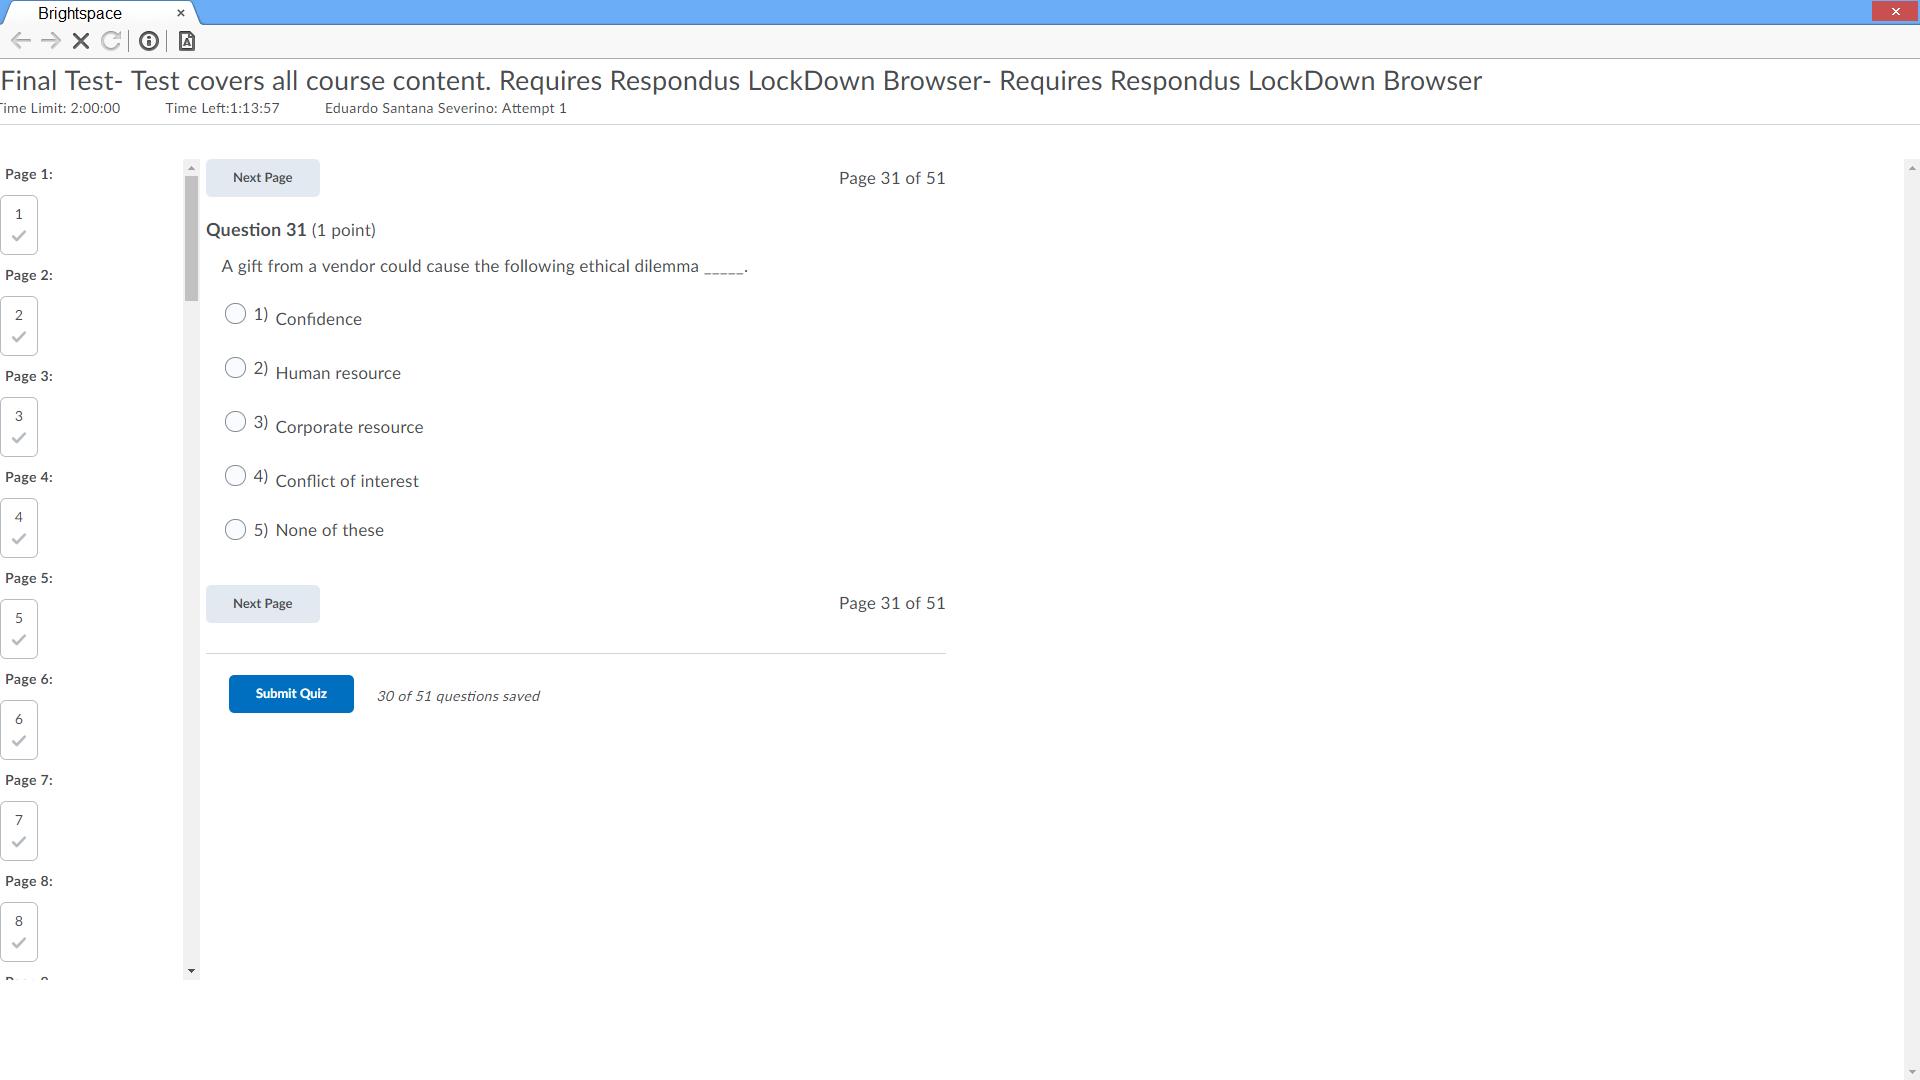 Brightspace
Final Test- Test covers all course content. Requires Respondus LockDown Browser- Requires Respondus LockDown Browser
Time Limit: 2:00:00 Time Left:1:13:57 Eduardo Santana Severino: Attempt 1
Page 1:
1
Page 2:
2
Page 3:
3
Page 4:
4
Page 5:
5
Page 6:
6
Page 7:
7
Page 8:
8
Next Page Page 31 of 51
Question 31 (1 point)
A gift from a vendor could cause the following ethical dilemma _____.
1) Confidence
2) Human resource
3) Corporate resource
4) Conflict of interest
5) None of these
Next Page Page 31 of 51
Submit Quiz 30 of 51 questions saved